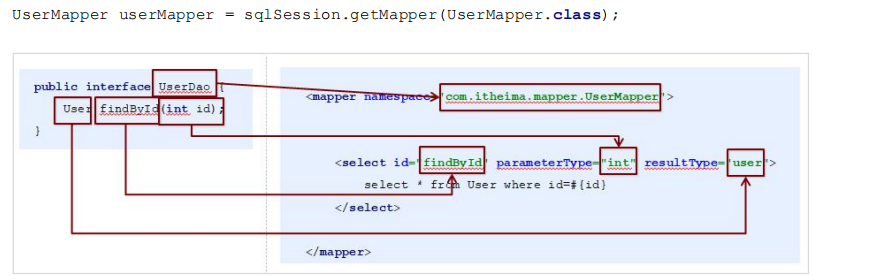 UserMapper userMapper = sqlSession.getMapper(UserMapper.class);
public interface UserDao {
User findById(int id);
}
<mapper namespace="com.itheima.mapper.UserMapper">
<select id="findById" parameterType="int" resultType="user">
select * from User where id=#{id}
</select>
</mapper>